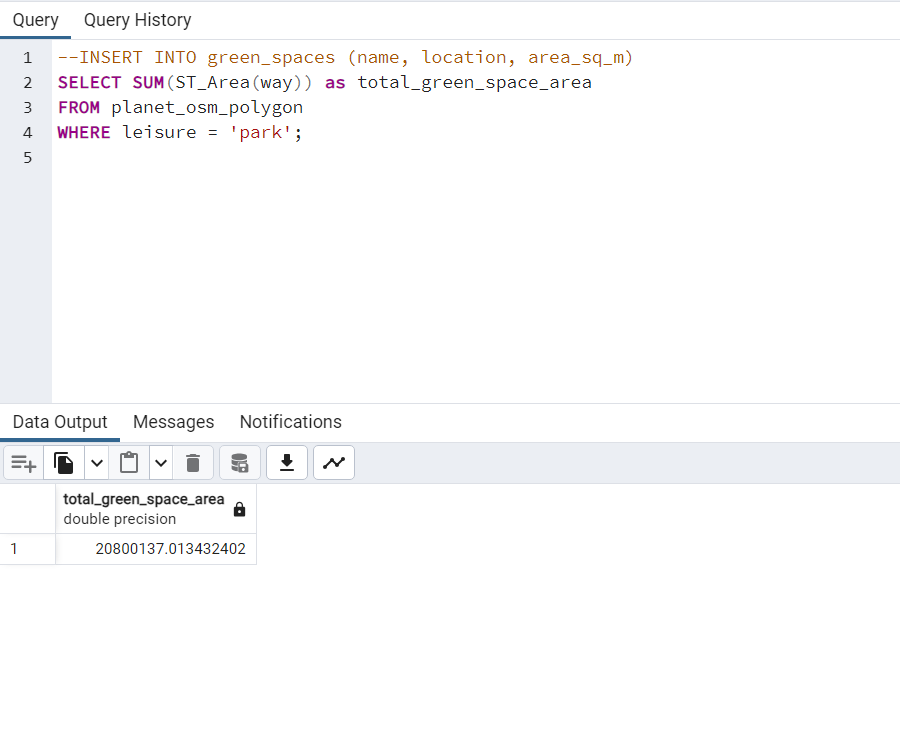 Query Query History
1 --INSERT INTO green_spaces (name, location, area_sq_m)
2 SELECT SUM(ST_Area(way)) as total_green_space_area
3 FROM planet_osm_polygon
4 WHERE leisure = 'park';
5
Data Output Messages Notifications
total_green_space_area
double precision
1 20800137.013432402